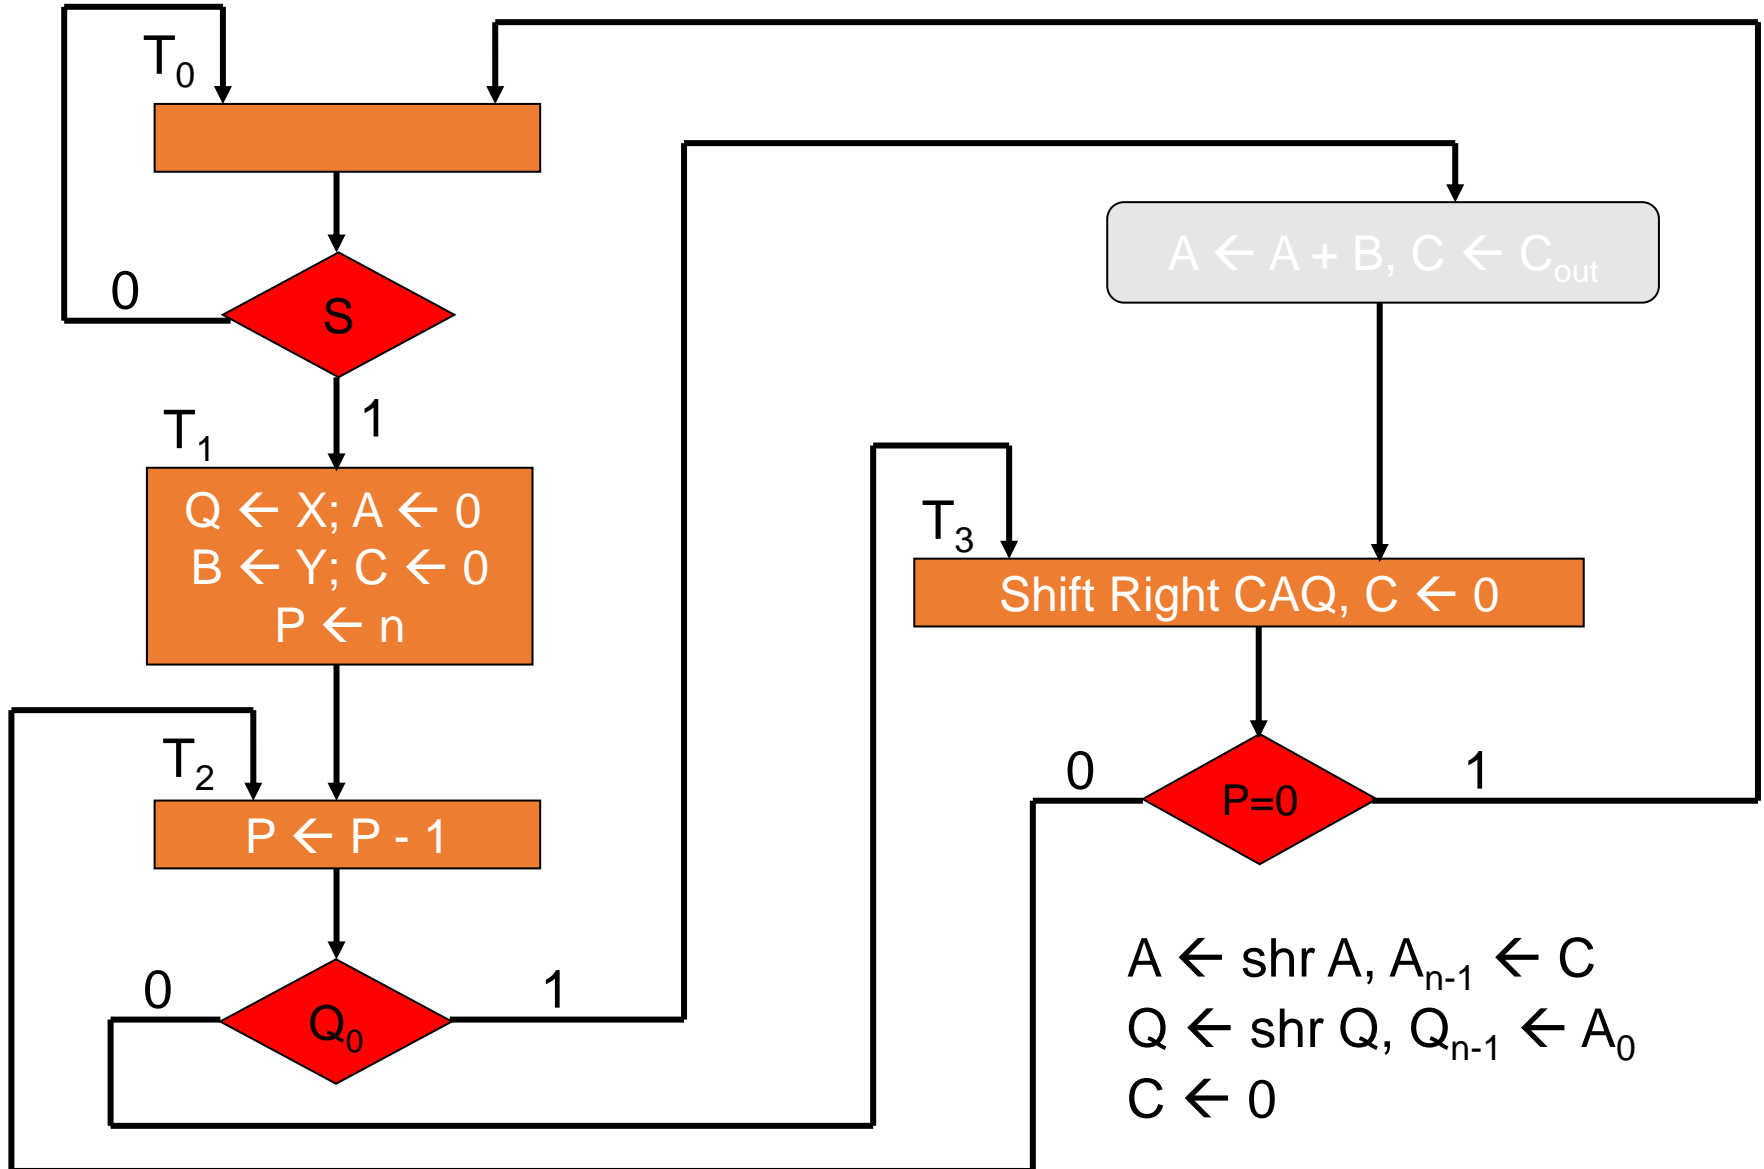 T₀
S
0
1
T₁
Q ← X; A ← 0
B ← Y; C ← 0
P ← n
T₂
P ← P - 1
Q₀
0
1
A ← A + B, C ← Cₒᵤₜ
T₃
Shift Right CAQ, C ← 0
P=0
0
1
A ← shr A, Aₙ₋₁ ← C
Q ← shr Q, Qₙ₋₁ ← A₀
C ← 0